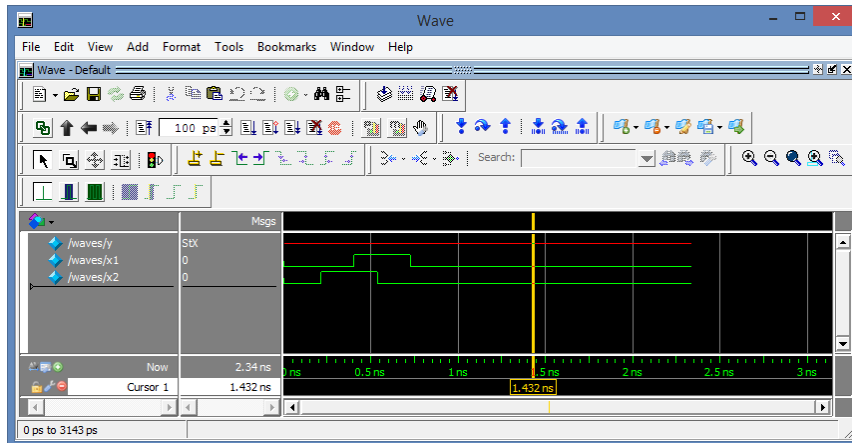 Wave
File Edit View Add Format Tools Bookmarks Window Help
Wave - Default
100 ps
Search:
Msgs
/waves/y StX
/waves/x1 0
/waves/x2 0
Now 2.34 ns
0 ns 0.5 ns 1 ns 1.5 ns 2 ns 2.5 ns 3 ns
Cursor 1 1.432 ns 1.432 ns
0 ps to 3143 ps